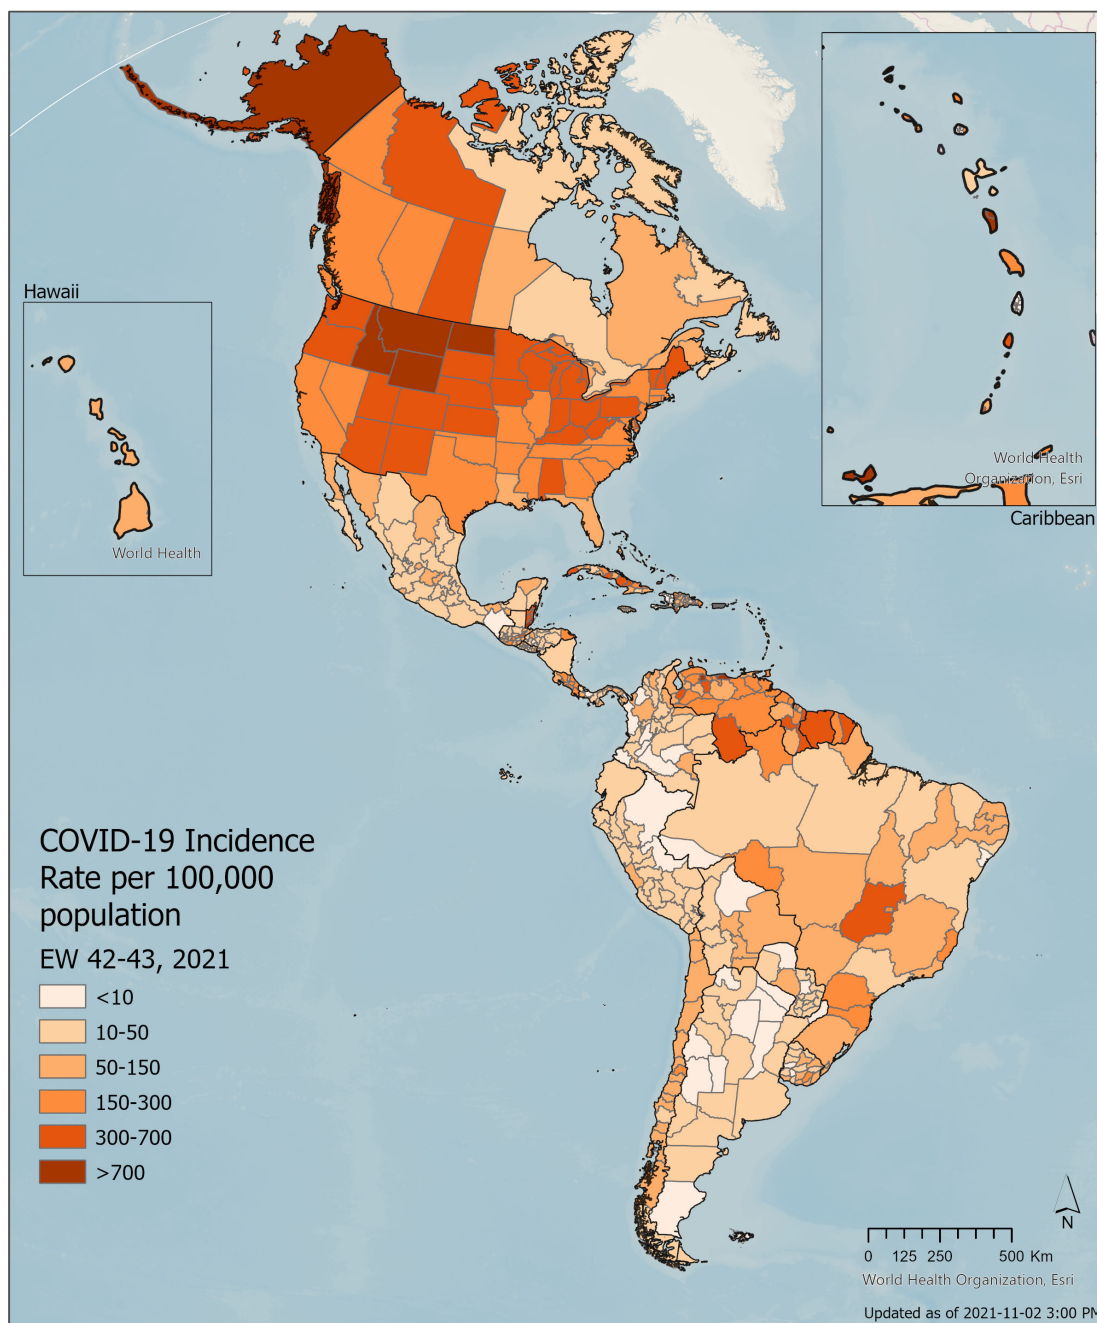 Hawaii
World Health
World Health
Organization, Esri
Caribbean
COVID-19 Incidence
Rate per 100,000
population
EW 42-43, 2021
<10
10-50
50-150
150-300
300-700
>700
N
0 125 250 500 Km
World Health Organization, Esri
Updated as of 2021-11-02 3:00 PM